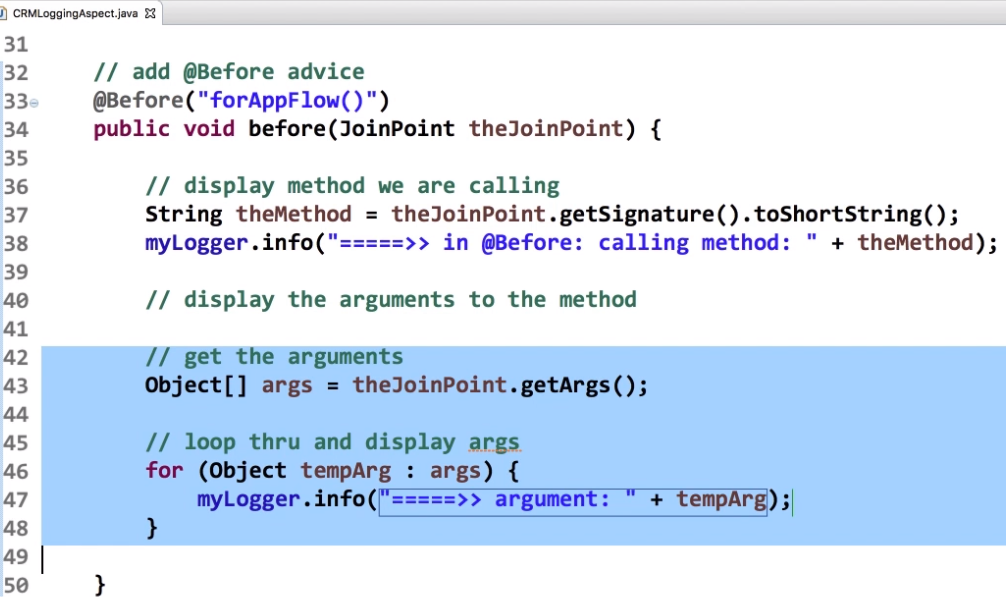 CRMLoggingAspect.java
31
32 // add @Before advice
33 @Before("forAppFlow()")
34 public void before(JoinPoint theJoinPoint) {
35
36 // display method we are calling
37 String theMethod = theJoinPoint.getSignature().toShortString();
38 myLogger.info("=====>> in @Before: calling method: " + theMethod);
39
40 // display the arguments to the method
41
42 // get the arguments
43 Object[] args = theJoinPoint.getArgs();
44
45 // loop thru and display args
46 for (Object tempArg : args) {
47 myLogger.info("=====>> argument: " + tempArg);
48 }
49
50 }